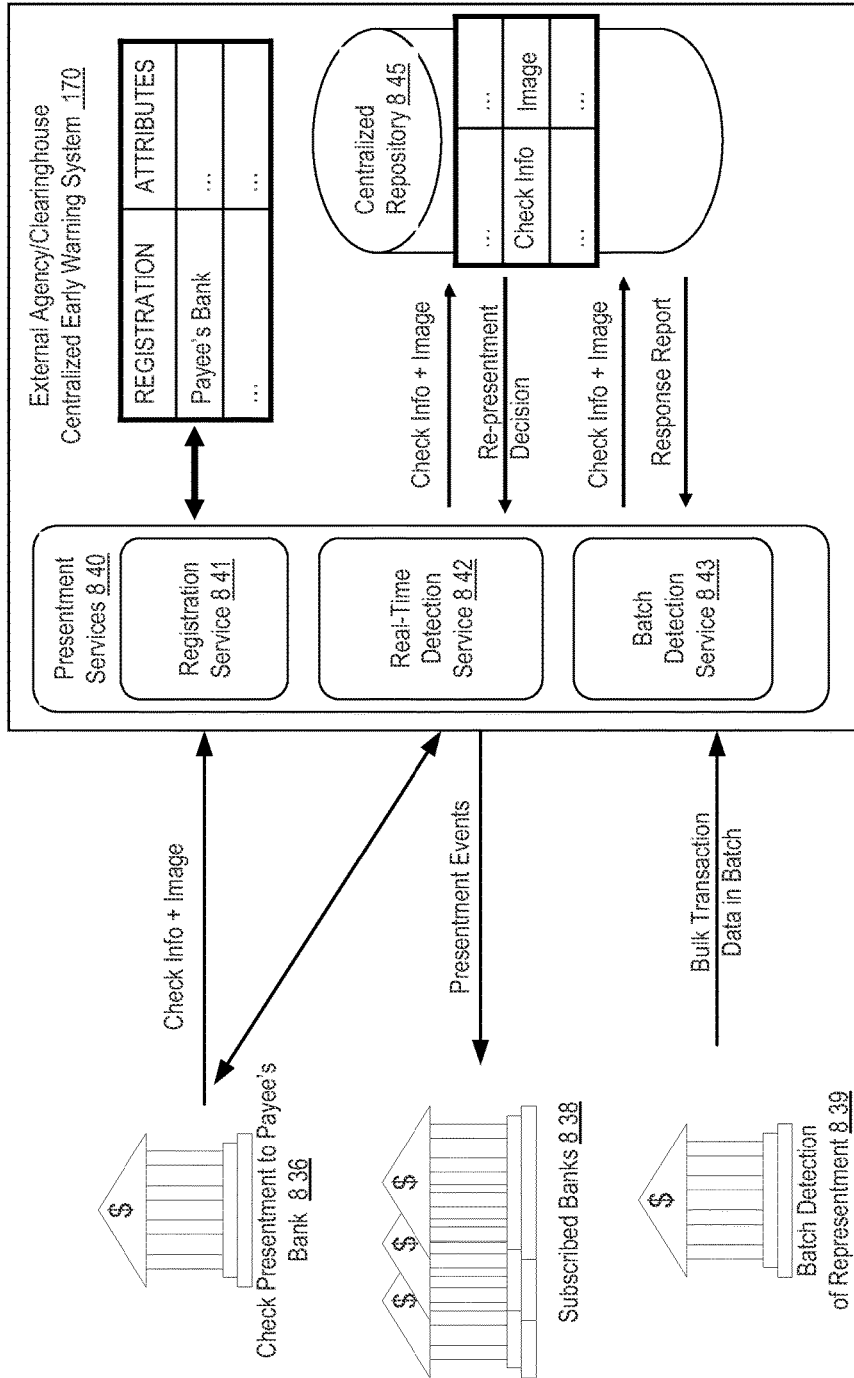 External Agency/Clearinghouse
Centralized Early Warning System 170
Check Presentment to Payee's
Bank 8 36
$
Check Info + Image
Presentment
Services 8 40
Registration
Service 8 41
REGISTRATION
ATTRIBUTES
Payee's Bank
...
...
...
Subscribed Banks 8 38
$
$
$
Presentment Events
Real-Time
Detection
Service 8 42
Check Info + Image
Re-presentment
Decision
Centralized
Repository 8 45
...
...
Check Info
Image
...
...
Batch Detection
of Representment 8 39
$
Bulk Transaction
Data in Batch
Batch
Detection
Service 8 43
Check Info + Image
Response Report